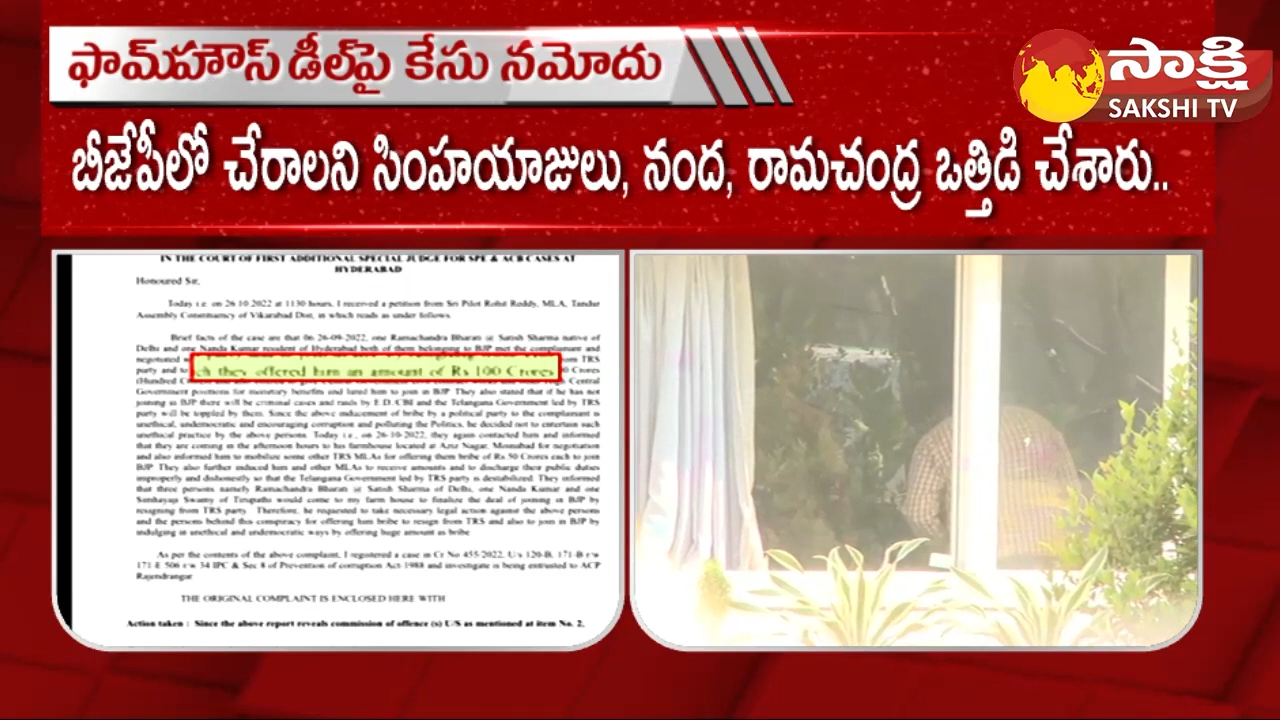 ఫామ్‌హౌస్ డీల్‌పై కేసు నమోదు
సాక్షి
SAKSHI TV
బీజేపీలో చేరాలని సింహయాజులు, నంద, రామచంద్ర ఒత్తిడి చేశారు..
IN THE COURT OF FIRST ADDITIONAL SPECIAL JUDGE FOR SPE & ACB CASES AT
HYDERABAD
Honoured Sir,
Today i.e. on 26-10-2022 at 1130 hours, I received a petition from Sri Pilot Rohit Reddy, MLA, Tandur
Assembly Constituency of Vikarabad Dist, in which reads as under follows.
Brief facts of the case are that on 26-09-2022, one Ramachandra Bharati @ Satish Sharma native of
Delhi and one Nanda Kumar resident of Hyderabad both of them belonging to BJP met the complainant and
negotiated from TRS
party and to ch they offered him an amount of Rs 100 Crores 0 Crores
(Hundred Central
Government positions for monetary benefits and lured him to join in BJP. They also stated that if he has not
joining in BJP there will be criminal cases and raids by E.D./CBI and the Telangana Government led by TRS
party will be toppled by them. Since the above inducement of bribe by a political party to the complainant is
unethical, undemocratic and encouraging corruption and polluting the Politics, he decided not to entertain such
unethical practice by the above persons. Today i.e., on 26-10-2022, they again contacted him and informed
that they are coming in the afternoon hours to his farmhouse located at Aziz Nagar, Moinabad for negotiation
and also informed him to mobilize some other TRS MLAs for offering them bribe of Rs.50 Crores each to join
BJP. They also further induced him and other MLAs to receive amounts and to discharge their public duties
improperly and dishonestly so that the Telangana Government led by TRS party is destabilized. They informed
that three persons namely Ramachandra Bharati @ Satish Sharma of Delhi, one Nanda Kumar and one
Simhayaja Swamy of Tirupathi would come to my farm house to finalize the deal of joining in BJP by
resigning from TRS party. Therefore, he requested to take necessary legal action against the above persons
and the persons behind this conspiracy for offering him bribe to resign from TRS and also to join in BJP by
indulging in unethical and undemocratic ways by offering huge amount as bribe
As per the contents of the above complaint, I registered a case in Cr No 455/2022, U/s 120-B, 171-B r/w
171-E 506 r/w 34 IPC & Sec 8 of Prevention of corruption Act-1988 and investigate is being entrusted to ACP
Rajendrangar
THE ORIGINAL COMPLAINT IS ENCLOSED HERE WITH
Action taken : Since the above report reveals commission of offence (s) U/S as mentioned at item No. 2,